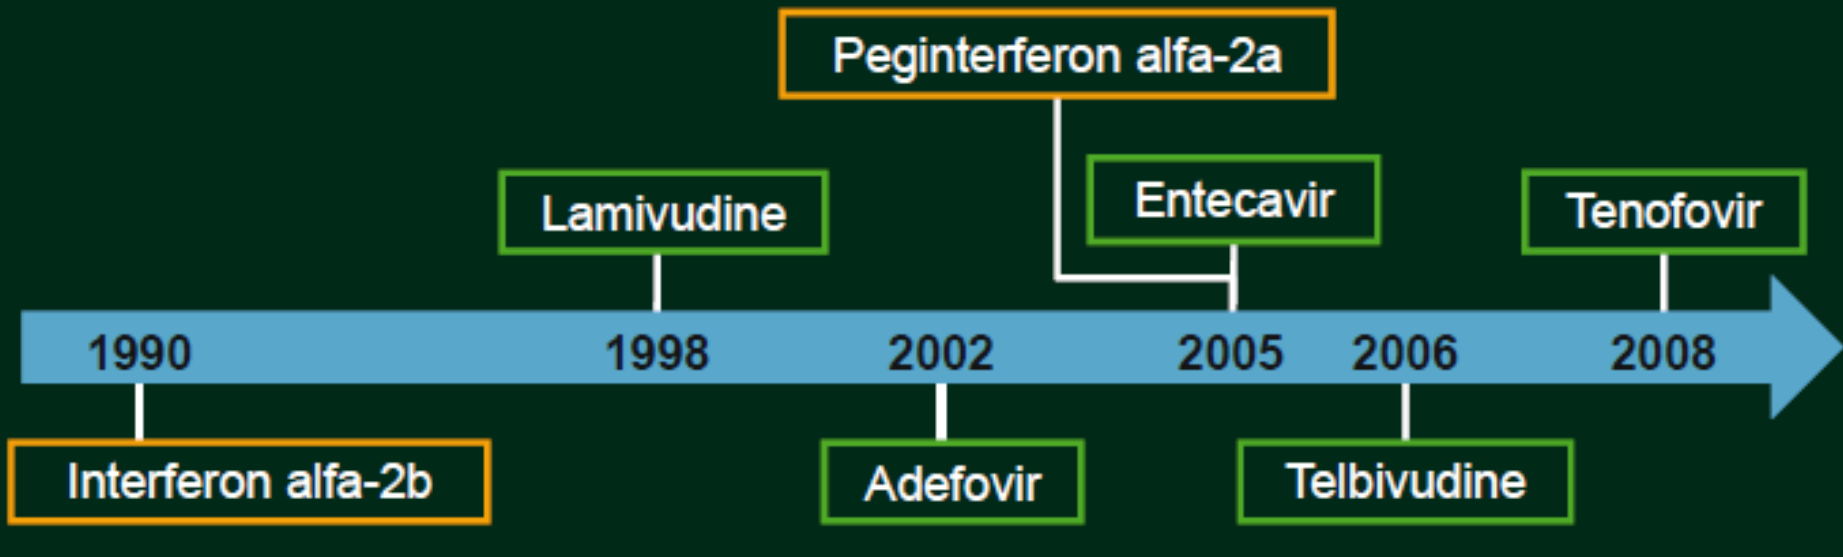 Peginterferon alfa-2a
Lamivudine
Entecavir
Tenofovir
1990 1998 2002 2005 2006 2008
Interferon alfa-2b
Adefovir
Telbivudine